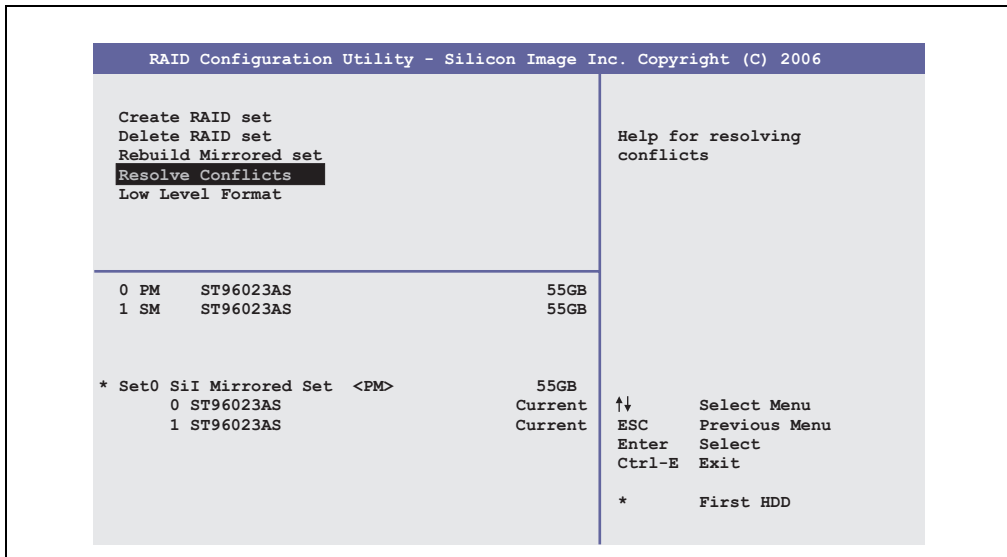 RAID Configuration Utility - Silicon Image Inc. Copyright (C) 2006
Create RAID set
Delete RAID set
Rebuild Mirrored set
Resolve Conflicts
Low Level Format
Help for resolving
conflicts
0 PM ST96023AS 55GB
1 SM ST96023AS 55GB
* Set0 SiI Mirrored Set <PM> 55GB
0 ST96023AS Current
1 ST96023AS Current
↑↓ Select Menu
ESC Previous Menu
Enter Select
Ctrl-E Exit
* First HDD